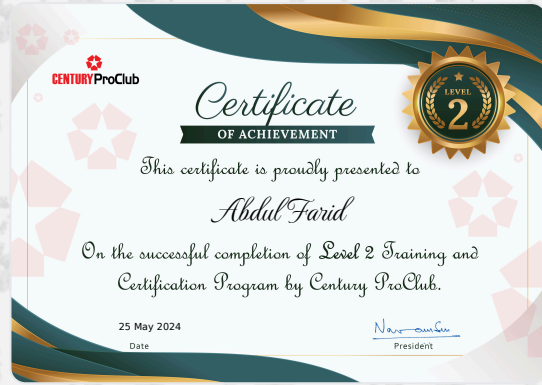 CENTURY ProClub
LEVEL
2
Certificate
OF ACHIEVEMENT
This certificate is proudly presented to
Abdul Farid
On the successful completion of Level 2 Training and
Certification Program by Century ProClub.
25 May 2024
Date
President